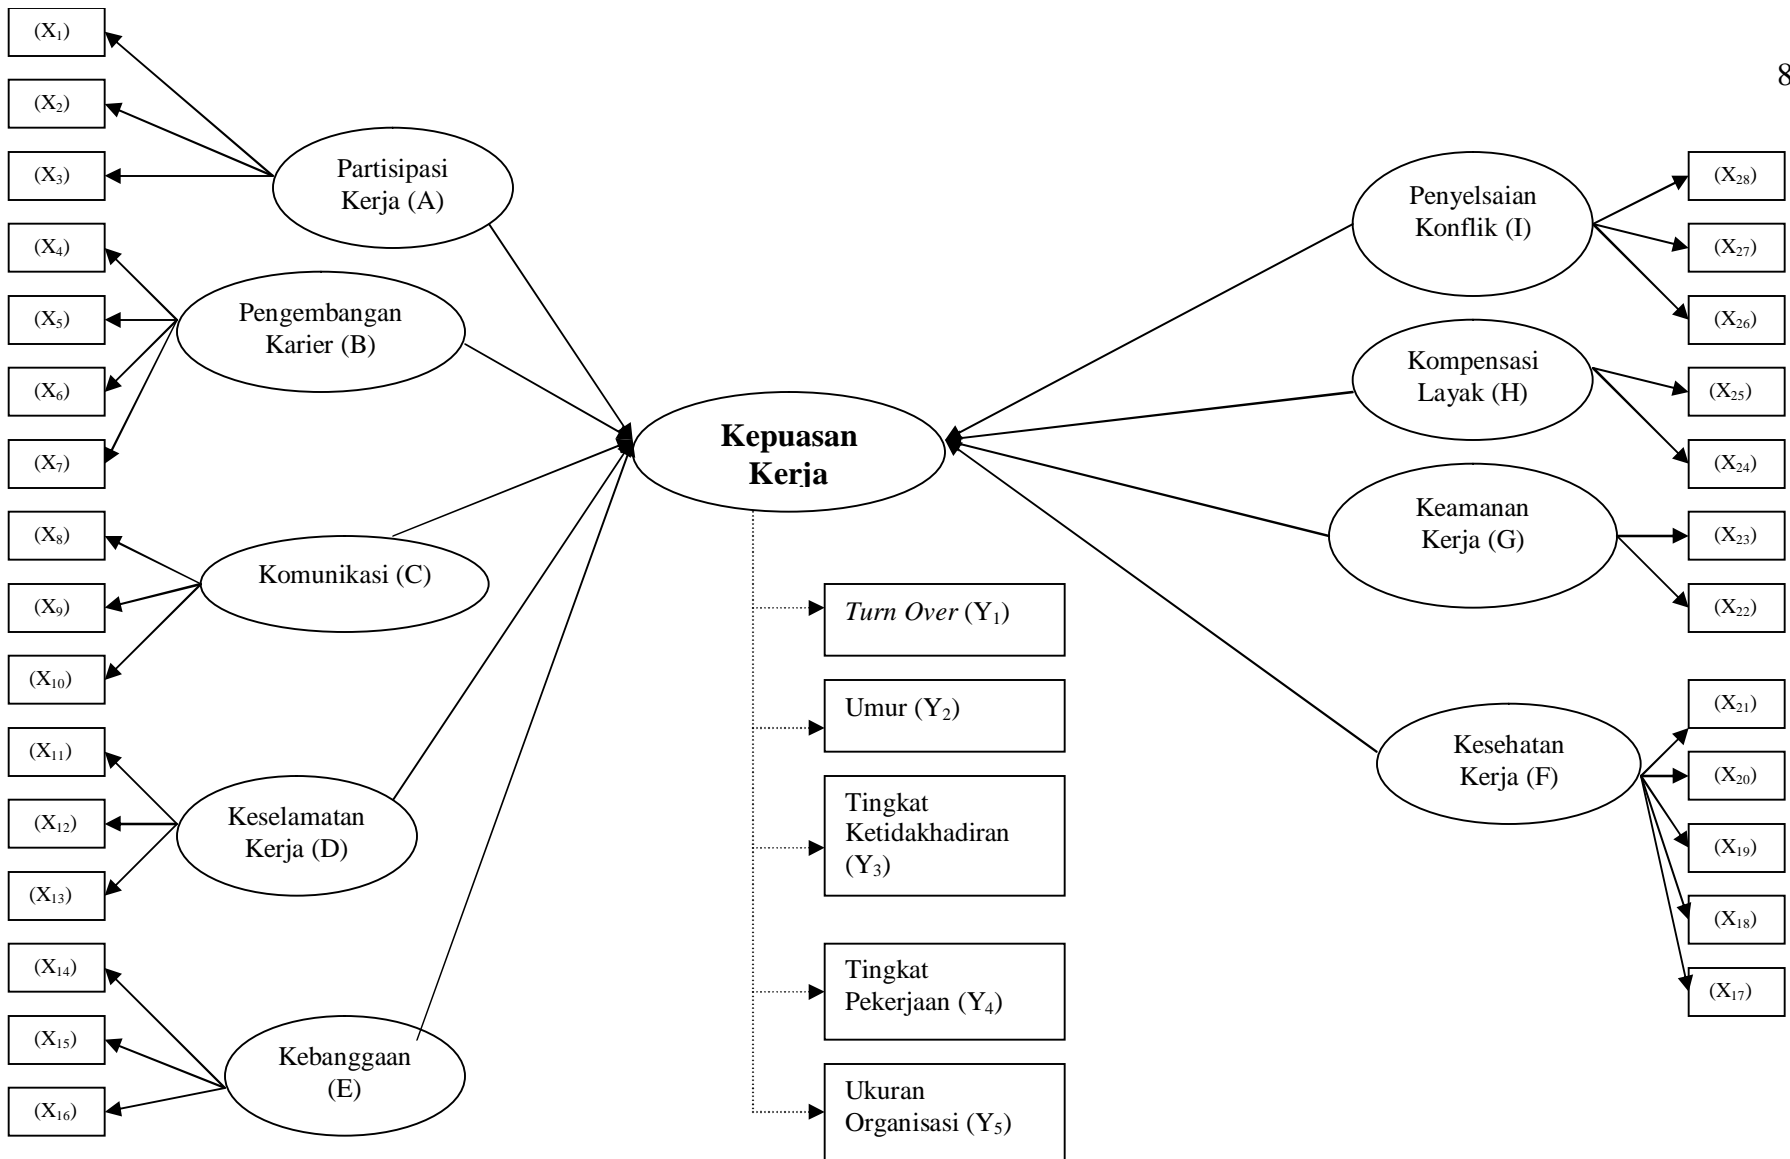 (X₁)
(X₂)
(X₃)
(X₄)
(X₅)
(X₆)
(X₇)
(X₈)
(X₉)
(X₁₀)
(X₁₁)
(X₁₂)
(X₁₃)
(X₁₄)
(X₁₅)
(X₁₆)
Partisipasi
Kerja (A)
Pengembangan
Karier (B)
Komunikasi (C)
Keselamatan
Kerja (D)
Kebanggaan
(E)
Kepuasan
Kerja
Turn Over (Y₁)
Umur (Y₂)
Tingkat
Ketidakhadiran
(Y₃)
Tingkat
Pekerjaan (Y₄)
Ukuran
Organisasi (Y₅)
8
Penyelsaian
Konflik (I)
Kompensasi
Layak (H)
Keamanan
Kerja (G)
Kesehatan
Kerja (F)
(X₂₈)
(X₂₇)
(X₂₆)
(X₂₅)
(X₂₄)
(X₂₃)
(X₂₂)
(X₂₁)
(X₂₀)
(X₁₉)
(X₁₈)
(X₁₇)